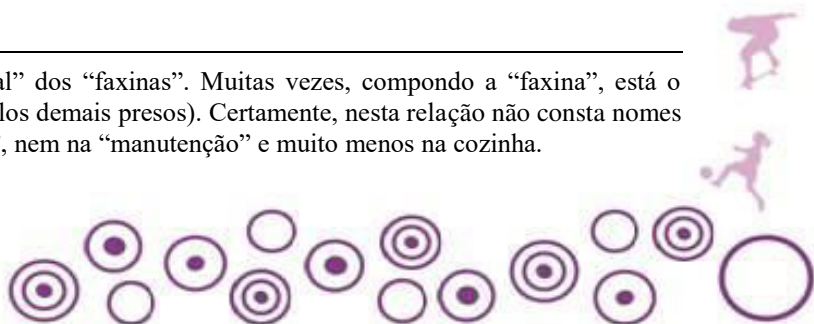 al” dos “faxinas”. Muitas vezes, compondo a “faxina”, está o
los demais presos). Certamente, nesta relação não consta nomes
, nem na “manutenção” e muito menos na cozinha.